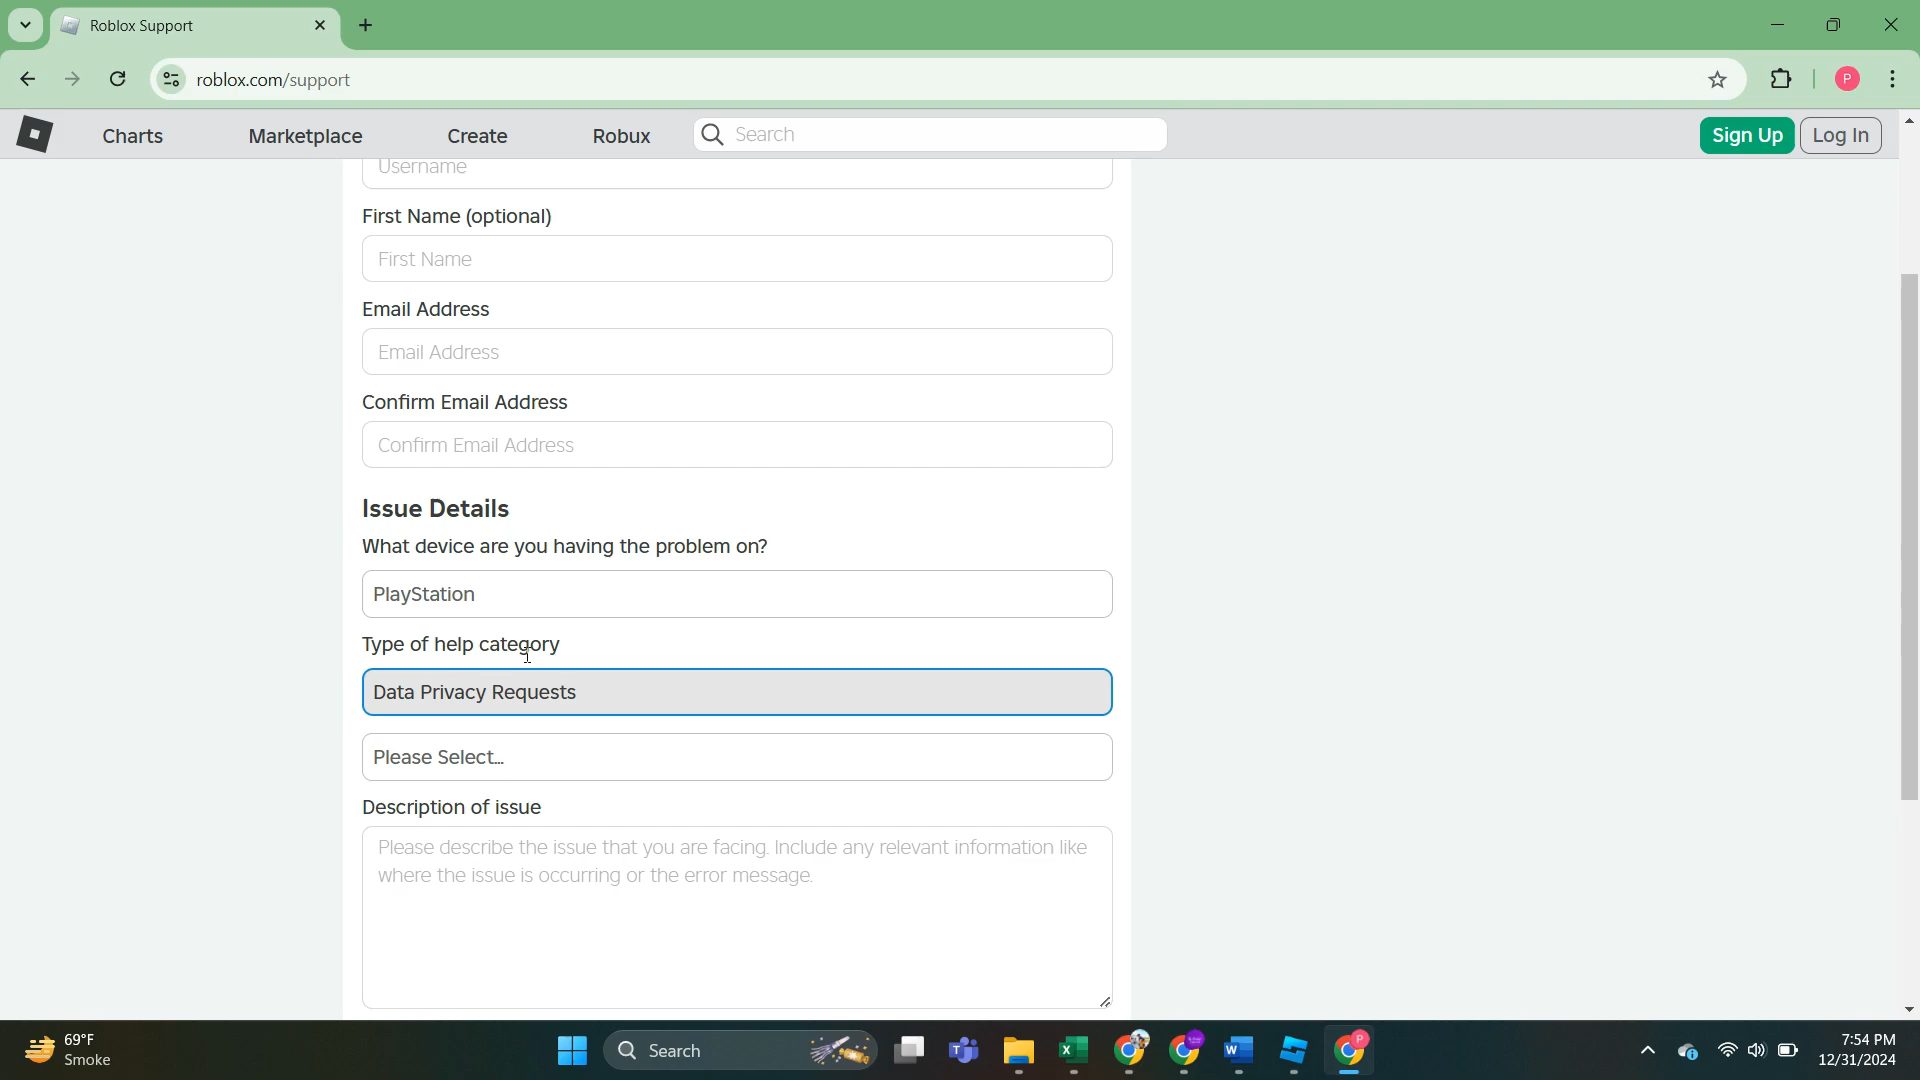 Roblox Support
roblox.com/support
P
Charts
Marketplace
Create
Robux
Search
Sign Up
Log In
Username
First Name (optional)
First Name
Email Address
Email Address
Confirm Email Address
Confirm Email Address
Issue Details
What device are you having the problem on?
PlayStation
Type of help category
Data Privacy Requests
Please Select...
Description of issue
Please describe the issue that you are facing. Include any relevant information like
where the issue is occurring or the error message.
69°F
Smoke
Search
7:54 PM
12/31/2024